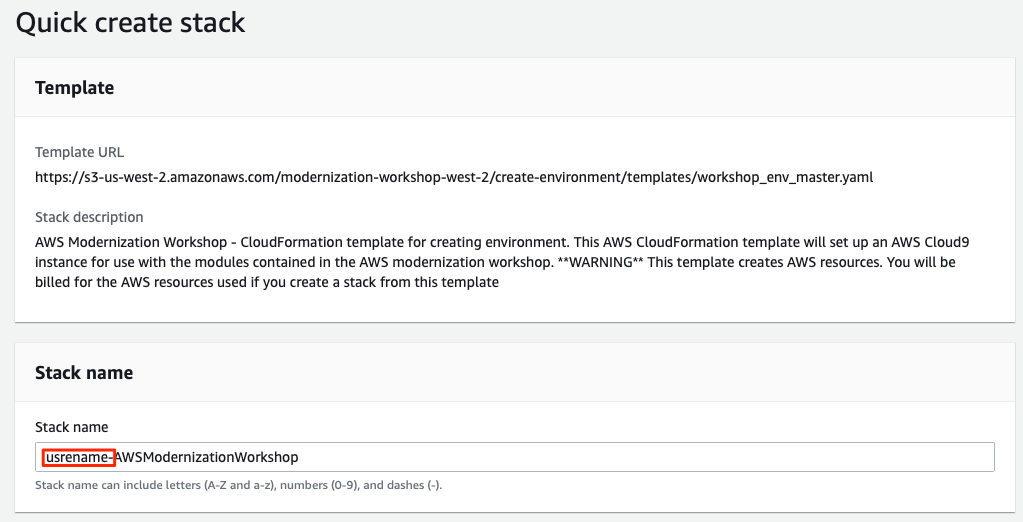 Quick create stack
Template
Template URL
https://s3-us-west-2.amazonaws.com/modernization-workshop-west-2/create-environment/templates/workshop_env_master.yaml
Stack description
AWS Modernization Workshop - CloudFormation template for creating environment. This AWS CloudFormation template will set up an AWS Cloud9
instance for use with the modules contained in the AWS modernization workshop. **WARNING** This template creates AWS resources. You will be
billed for the AWS resources used if you create a stack from this template
Stack name
Stack name
usrename-AWSModernizationWorkshop
Stack name can include letters (A-Z and a-z), numbers (0-9), and dashes (-).